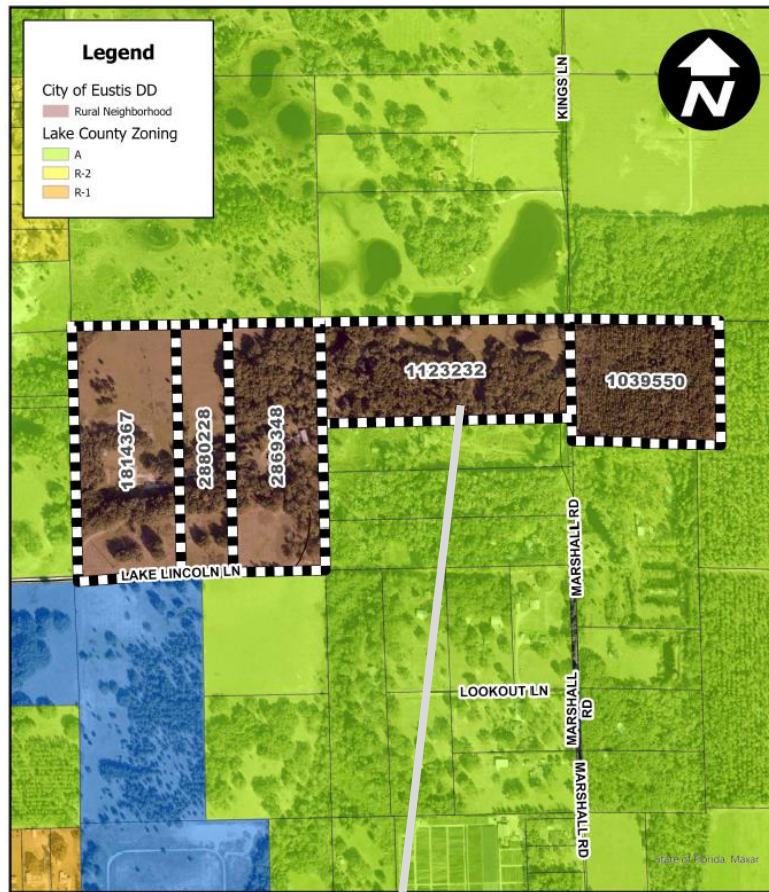 Legend
City of Eustis DD
Rural Neighborhood
Lake County Zoning
A
R-2
R-1
N
KINGS LN
1814367
2880228
2869348
1123232
1039550
LAKE LINCOLN LN
MARSHALL RD
LOOKOUT LN
MARSHALL
RD
MARSHALL RD
State of Florida, Maxar